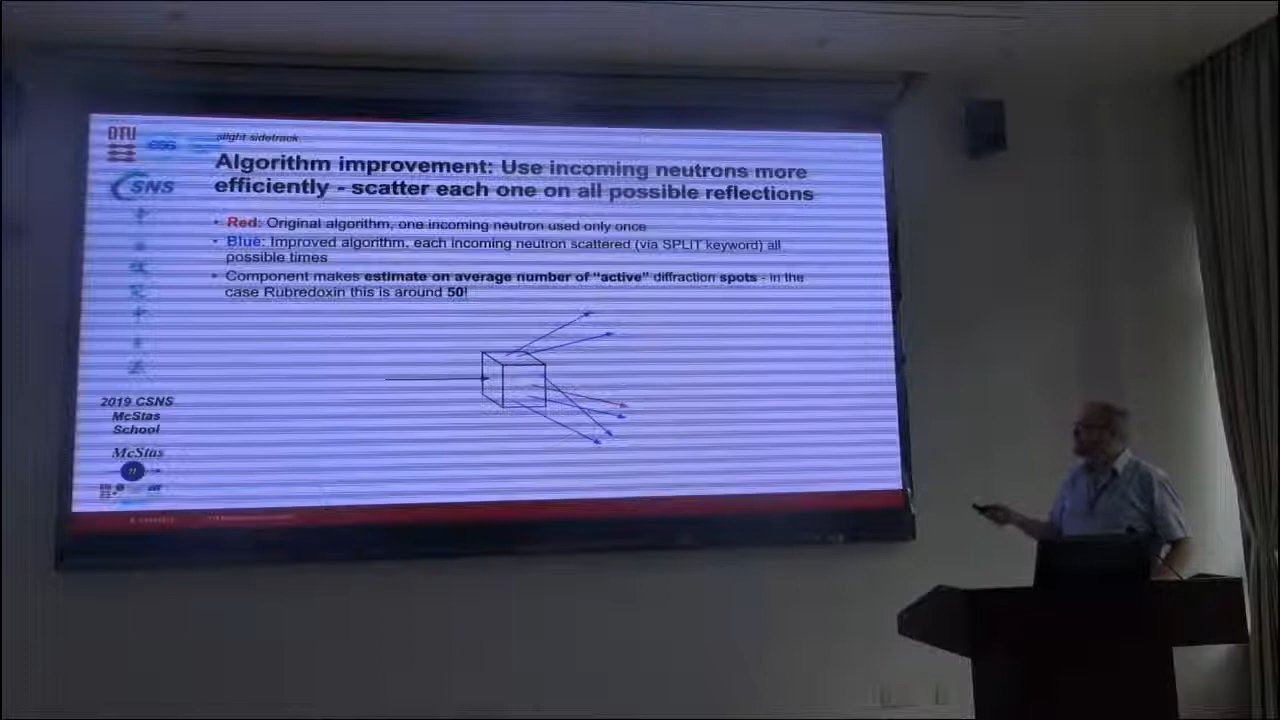 DTU
ess
slight sidetrack
CSNS
Algorithm improvement: Use incoming neutrons more
efficiently - scatter each one on all possible reflections
• Red: Original algorithm, one incoming neutron used only once
• Blue: Improved algorithm, each incoming neutron scattered (via SPLIT keyword) all
possible times
• Component makes estimate on average number of “active” diffraction spots - in the
case Rubredoxin this is around 50!
中
2019 CSNS
McStas
School
McStas